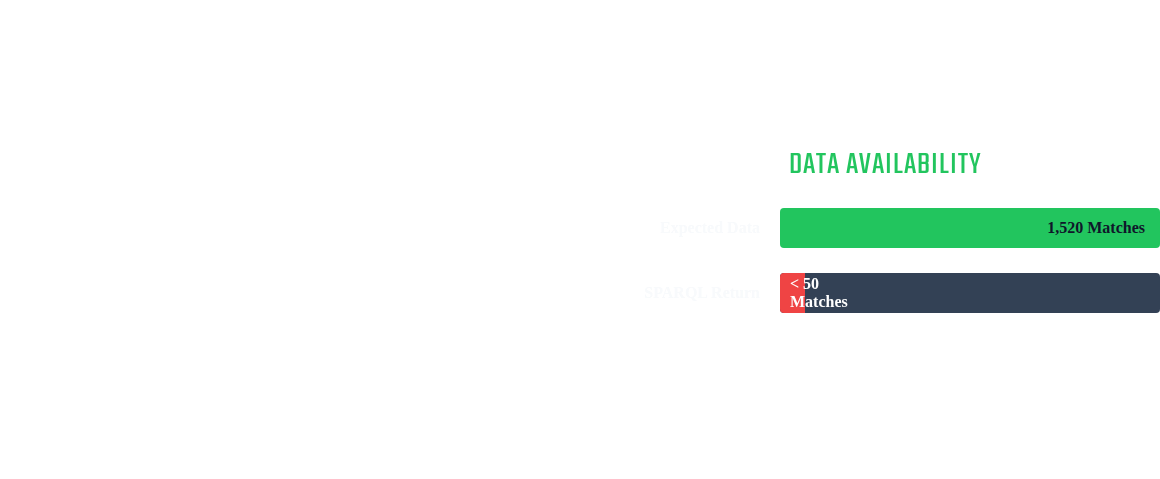 DATA AVAILABILITY
Expected Data
1,520 Matches
SPARQL Return
< 50
Matches